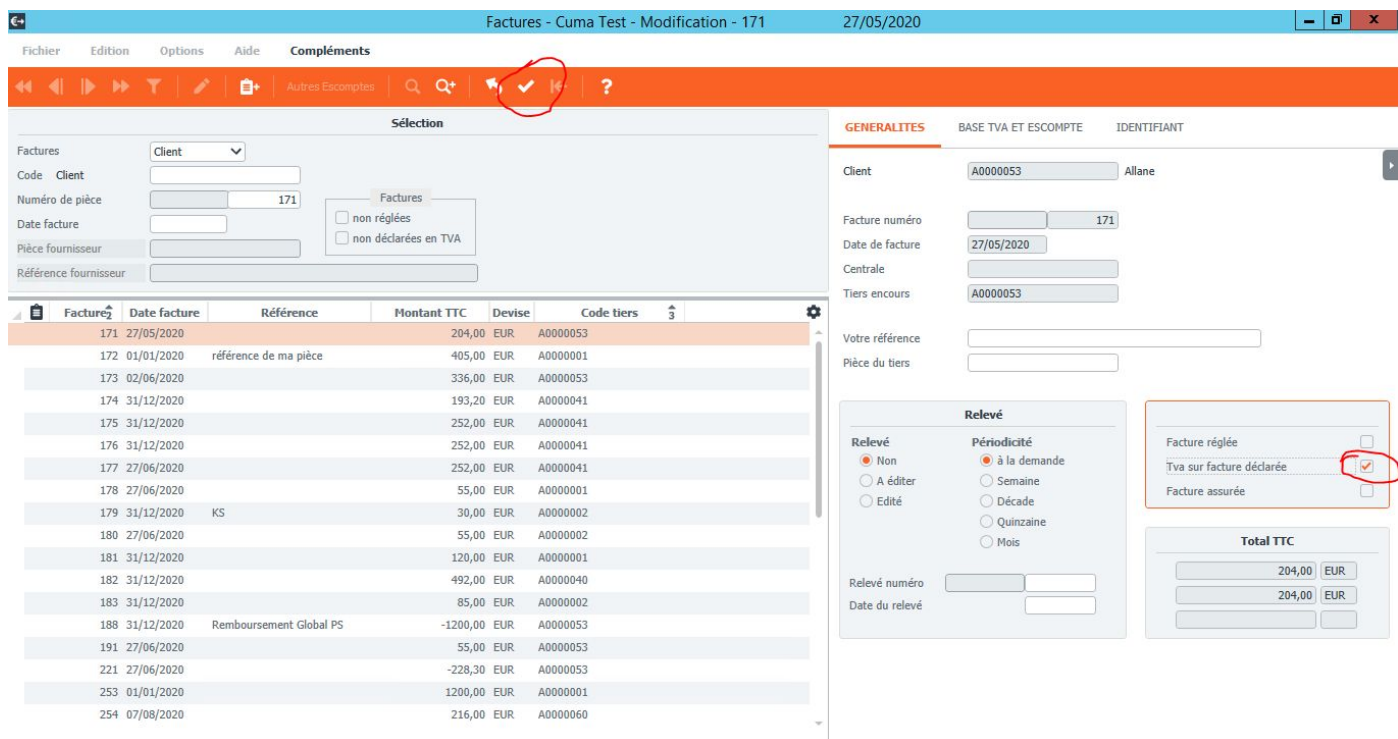 Factures - Cuma Test - Modification - 171 27/05/2020
Fichier Edition Options Aide Compléments
Autres Escomptes ?
Sélection
Factures Client
Code Client
Numéro de pièce 171
Date facture
Pièce fournisseur
Référence fournisseur
Factures
non réglées
non déclarées en TVA
Facture 2 Date facture Référence Montant TTC Devise Code tiers 3
171 27/05/2020 204,00 EUR A0000053
172 01/01/2020 référence de ma pièce 405,00 EUR A0000001
173 02/06/2020 336,00 EUR A0000053
174 31/12/2020 193,20 EUR A0000041
175 31/12/2020 252,00 EUR A0000041
176 31/12/2020 252,00 EUR A0000041
177 27/06/2020 252,00 EUR A0000041
178 27/06/2020 55,00 EUR A0000001
179 31/12/2020 KS 30,00 EUR A0000002
180 27/06/2020 55,00 EUR A0000002
181 31/12/2020 120,00 EUR A0000001
182 31/12/2020 492,00 EUR A0000040
183 31/12/2020 85,00 EUR A0000002
188 31/12/2020 Remboursement Global PS -1200,00 EUR A0000053
191 27/06/2020 55,00 EUR A0000053
221 27/06/2020 -228,30 EUR A0000053
253 01/01/2020 1200,00 EUR A0000001
254 07/08/2020 216,00 EUR A0000060
GENERALITES BASE TVA ET ESCOMPTE IDENTIFIANT
Client A0000053 Allane
Facture numéro 171
Date de facture 27/05/2020
Centrale
Tiers encours A0000053
Votre référence
Pièce du tiers
Relevé
Relevé Périodicité
Non à la demande
A éditer Semaine
Edité Décade
Quinzaine
Mois
Relevé numéro
Date du relevé
Facture réglée
Tva sur facture déclarée
Facture assurée
Total TTC
204,00 EUR
204,00 EUR